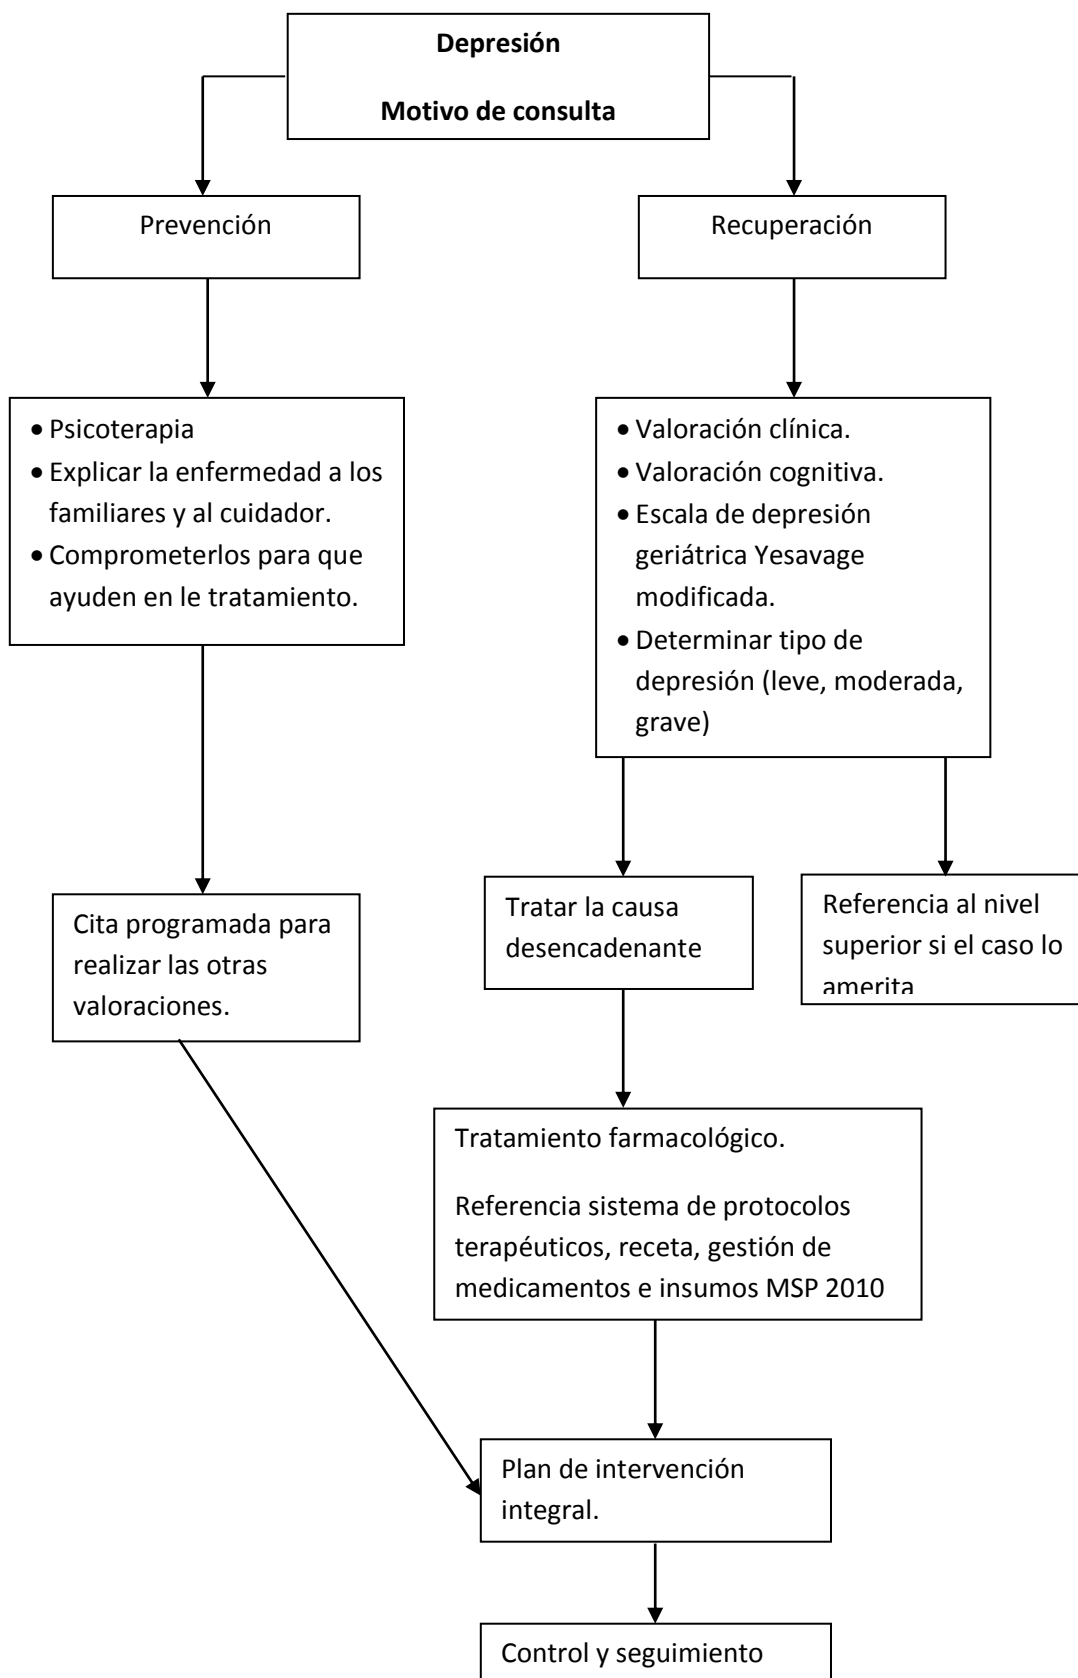 Depresión
Motivo de consulta
Prevención
Recuperación
• Psicoterapia
• Explicar la enfermedad a los
familiares y al cuidador.
• Comprometerlos para que
ayuden en le tratamiento.
• Valoración clínica.
• Valoración cognitiva.
• Escala de depresión
geriátrica Yesavage
modificada.
• Determinar tipo de
depresión (leve, moderada,
grave)
Cita programada para
realizar las otras
valoraciones.
Tratar la causa
desencadenante
Referencia al nivel
superior si el caso lo
amerita
Tratamiento farmacológico.
Referencia sistema de protocolos
terapéuticos, receta, gestión de
medicamentos e insumos MSP 2010
Plan de intervención
integral.
Control y seguimiento